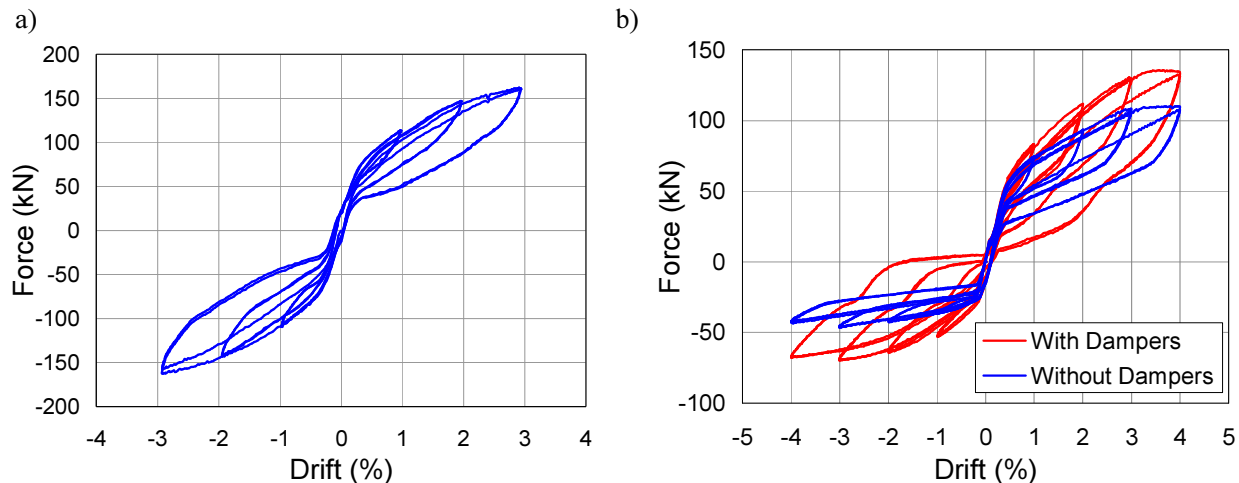 a)
200
150
100
50
0
-50
-100
-150
-200
Force (kN)
-4 -3 -2 -1 0 1 2 3 4
Drift (%)
b)
150
100
50
0
-50
-100
Force (kN)
With Dampers
Without Dampers
-5 -4 -3 -2 -1 0 1 2 3 4 5
Drift (%)